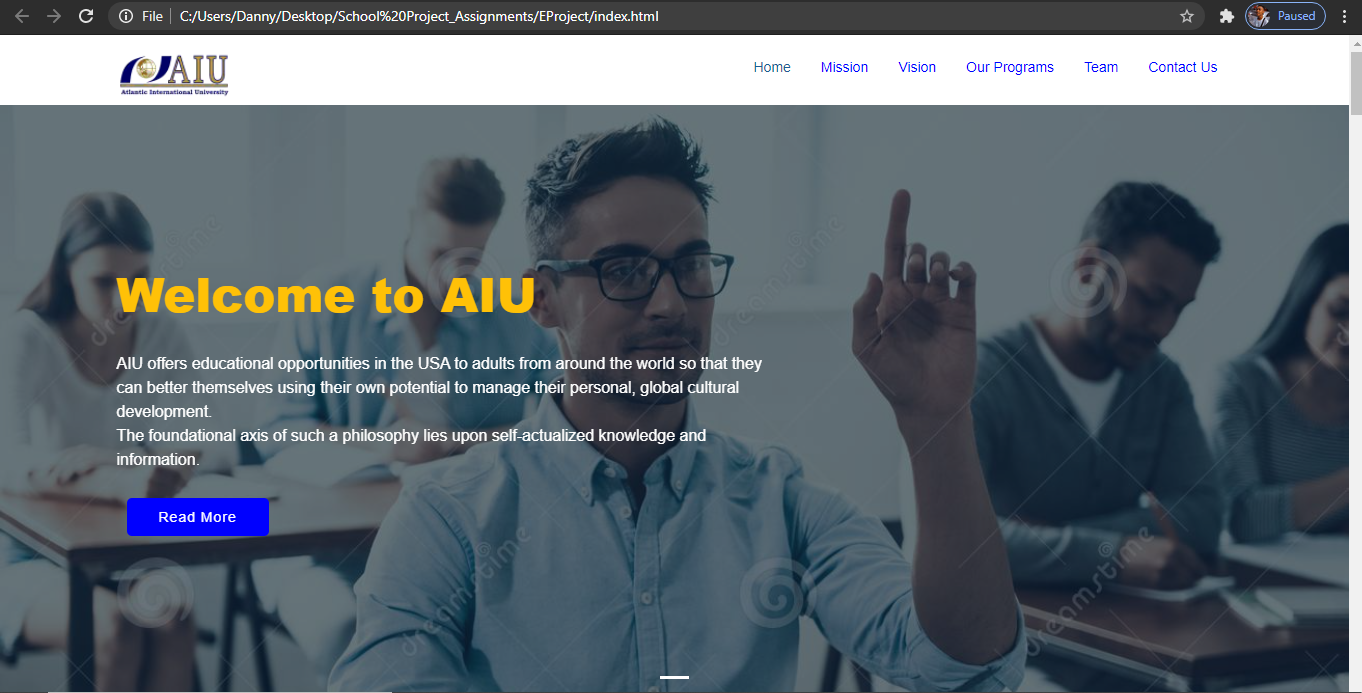 File
C:/Users/Danny/Desktop/School%20Project_Assignments/EProject/index.html
Paused
AIU
Atlantic International University
Home
Mission
Vision
Our Programs
Team
Contact Us
Welcome to AIU
AIU offers educational opportunities in the USA to adults from around the world so that they
can better themselves using their own potential to manage their personal, global cultural
development.
The foundational axis of such a philosophy lies upon self-actualized knowledge and
information.
Read More
© dreamstime
© dreamstime
© dreamstime
© dreamstime